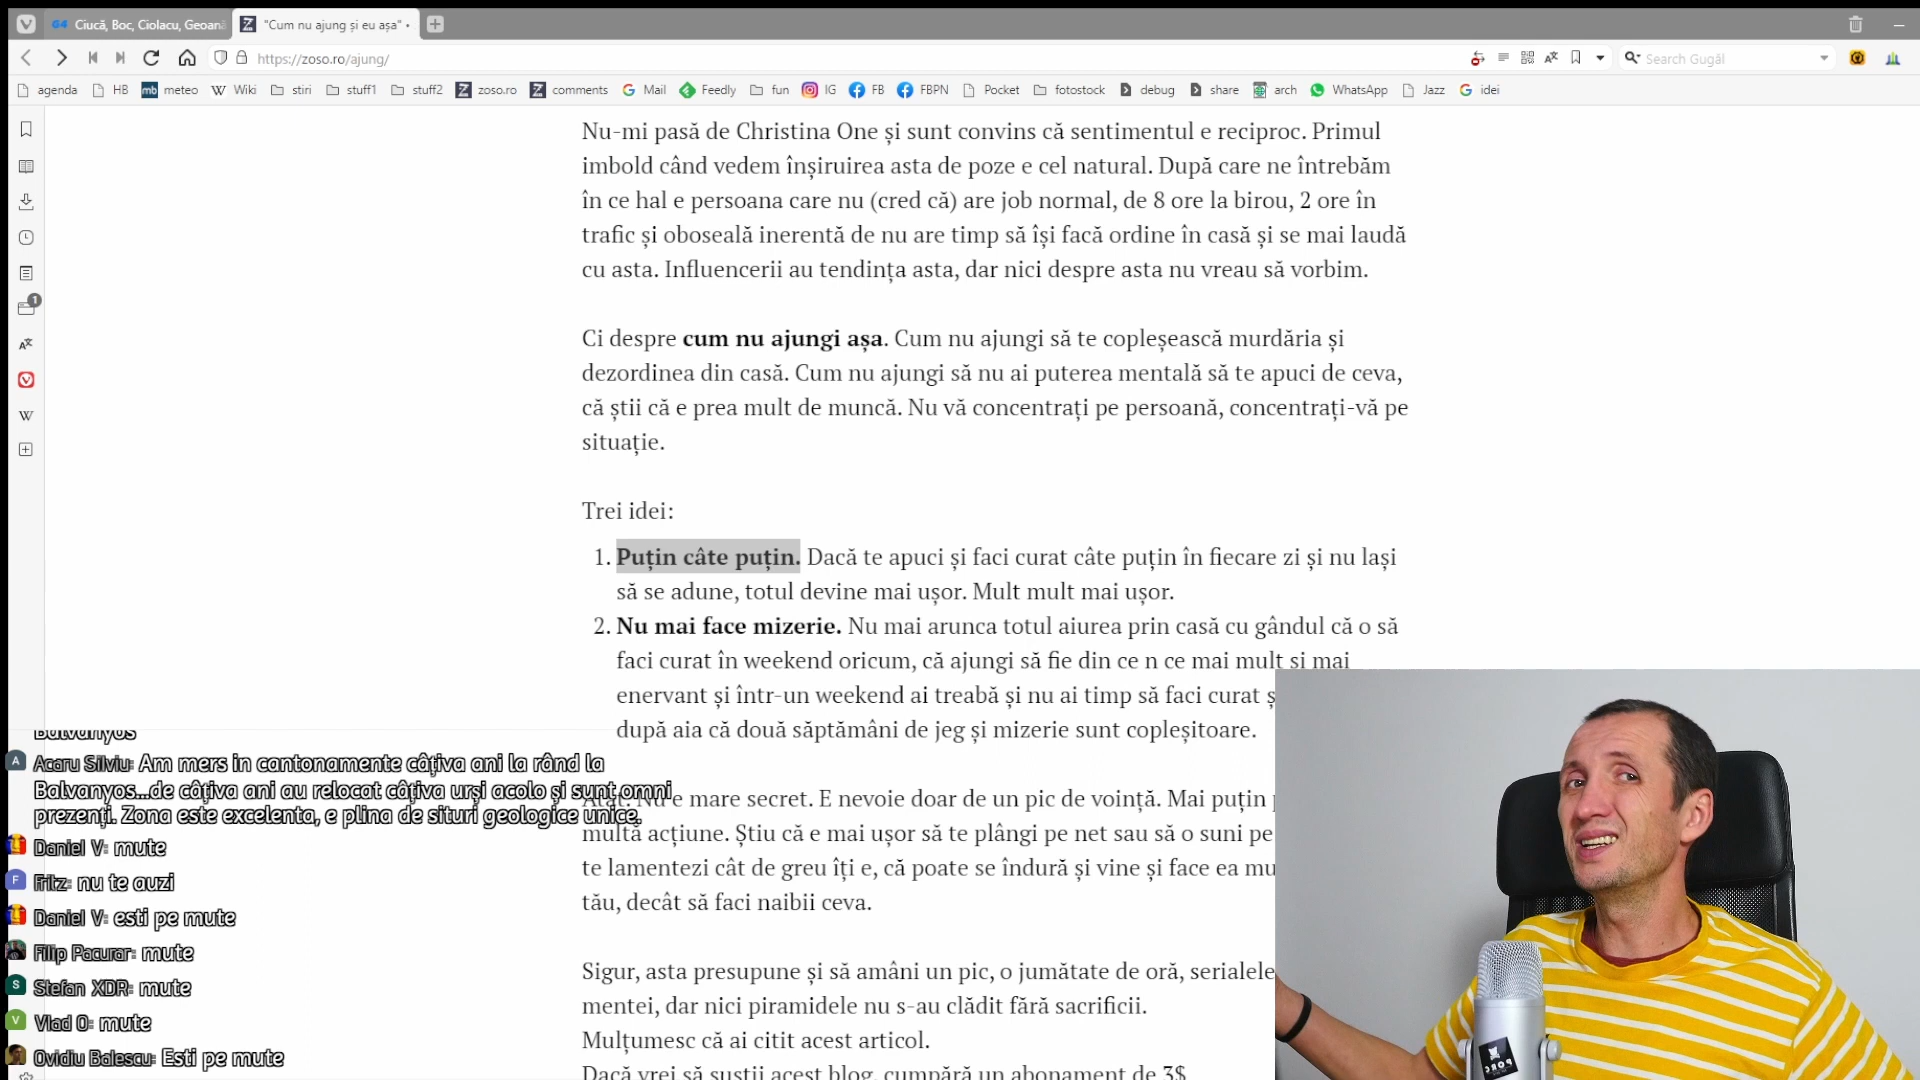 G4 Ciucă, Boc, Ciolacu, Geoană
Z "Cum nu ajung și eu așa" •
https://zoso.ro/ajung/
Search Gugăl
agenda HB mb meteo W Wiki stiri stuff1 stuff2 Z zoso.ro Z comments G Mail Feedly fun IG FB FBPN Pocket fotostock debug share arch WhatsApp Jazz G idei
1
W
Nu-mi pasă de Christina One și sunt convins că sentimentul e reciproc. Primul
imbold când vedem înșiruirea asta de poze e cel natural. După care ne întrebăm
în ce hal e persoana care nu (cred că) are job normal, de 8 ore la birou, 2 ore în
trafic și oboseală inerentă de nu are timp să își facă ordine în casă și se mai laudă
cu asta. Influencerii au tendința asta, dar nici despre asta nu vreau să vorbim.
Ci despre cum nu ajungi așa. Cum nu ajungi să te copleșească murdăria și
dezordinea din casă. Cum nu ajungi să nu ai puterea mentală să te apuci de ceva,
că știi că e prea mult de muncă. Nu vă concentrați pe persoană, concentrați-vă pe
situație.
Trei idei:
1. Puțin câte puțin. Dacă te apuci și faci curat câte puțin în fiecare zi și nu lași
să se adune, totul devine mai ușor. Mult mult mai ușor.
2. Nu mai face mizerie. Nu mai arunca totul aiurea prin casă cu gândul că o să
faci curat în weekend oricum, că ajungi să fie din ce n ce mai mult și mai
enervant și într-un weekend ai treabă și nu ai timp să faci curat ș
după aia că două săptămâni de jeg și mizerie sunt copleșitoare.
Atât. Nu e mare secret. E nevoie doar de un pic de voință. Mai puțin
multă acțiune. Știu că e mai ușor să te plângi pe net sau să o suni pe
te lamentezi cât de greu îți e, că poate se îndură și vine și face ea mu
tău, decât să faci naibii ceva.
Sigur, asta presupune și să amâni un pic, o jumătate de oră, serialele
mentei, dar nici piramidele nu s-au clădit fără sacrificii.
Mulțumesc că ai citit acest articol.
Dacă vrei să susții acest blog, cumpără un abonament de 3$
Balvanyos
A Acaru Silviu: Am mers in cantonamente câțiva ani la rând la
Balvanyos...de câțiva ani au relocat câțiva urși acolo și sunt omni
prezenți. Zona este excelenta, e plina de situri geologice unice.
Daniel V: mute
F Fritz: nu te auzi
Daniel V: esti pe mute
Filip Pacurar: mute
S Stefan XDR: mute
V Vlad O: mute
Ovidiu Balescu: Esti pe mute